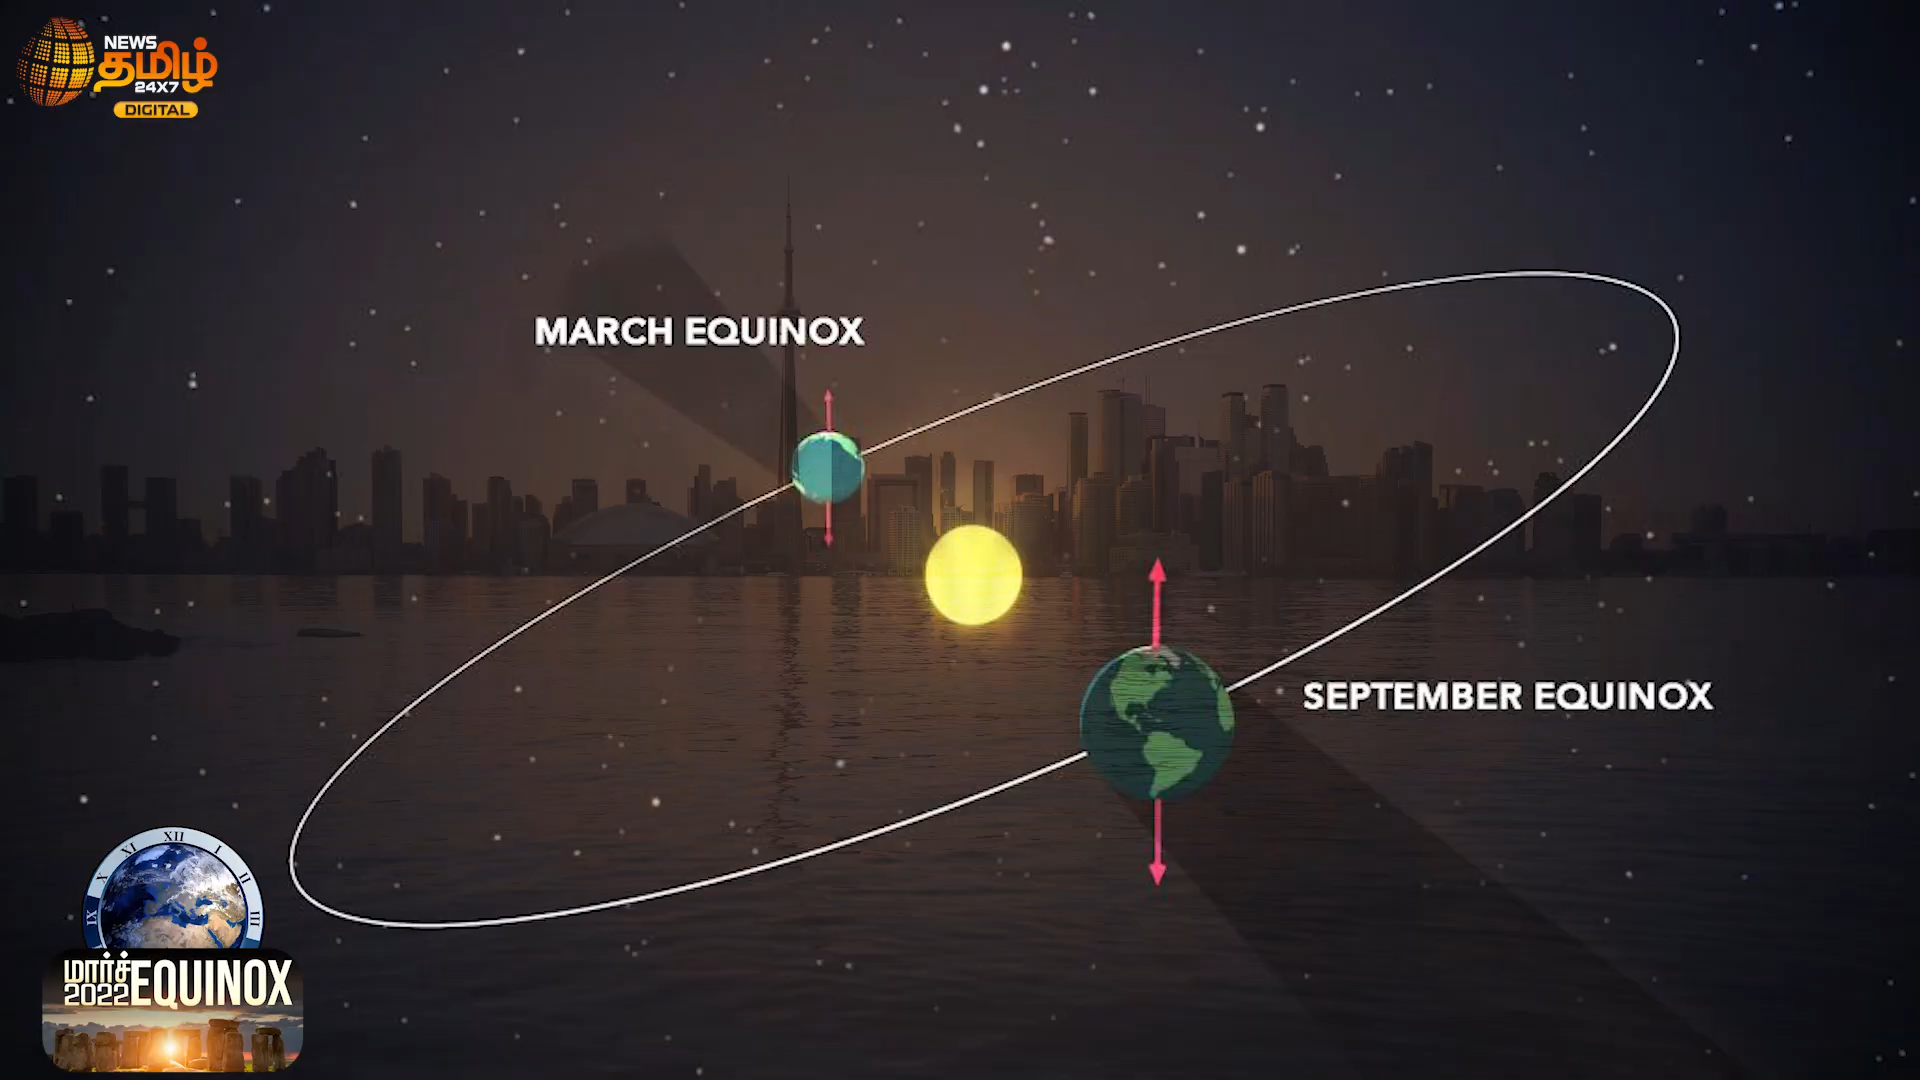 NEWS
தமிழ்
24X7
DIGITAL
MARCH EQUINOX
SEPTEMBER EQUINOX
XII
XI
I
X
II
IX
III
மார்ச்
2022 EQUINOX